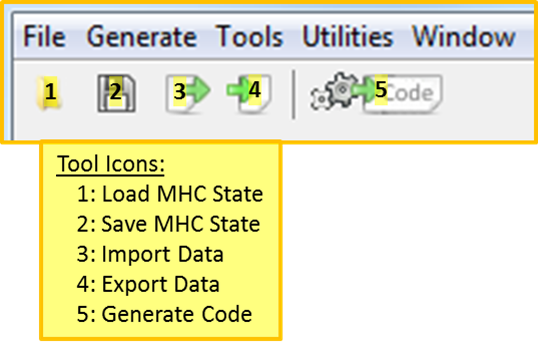 File Generate Tools Utilities Window
1 2 3 4 5 Code
Tool Icons:
1: Load MHC State
2: Save MHC State
3: Import Data
4: Export Data
5: Generate Code